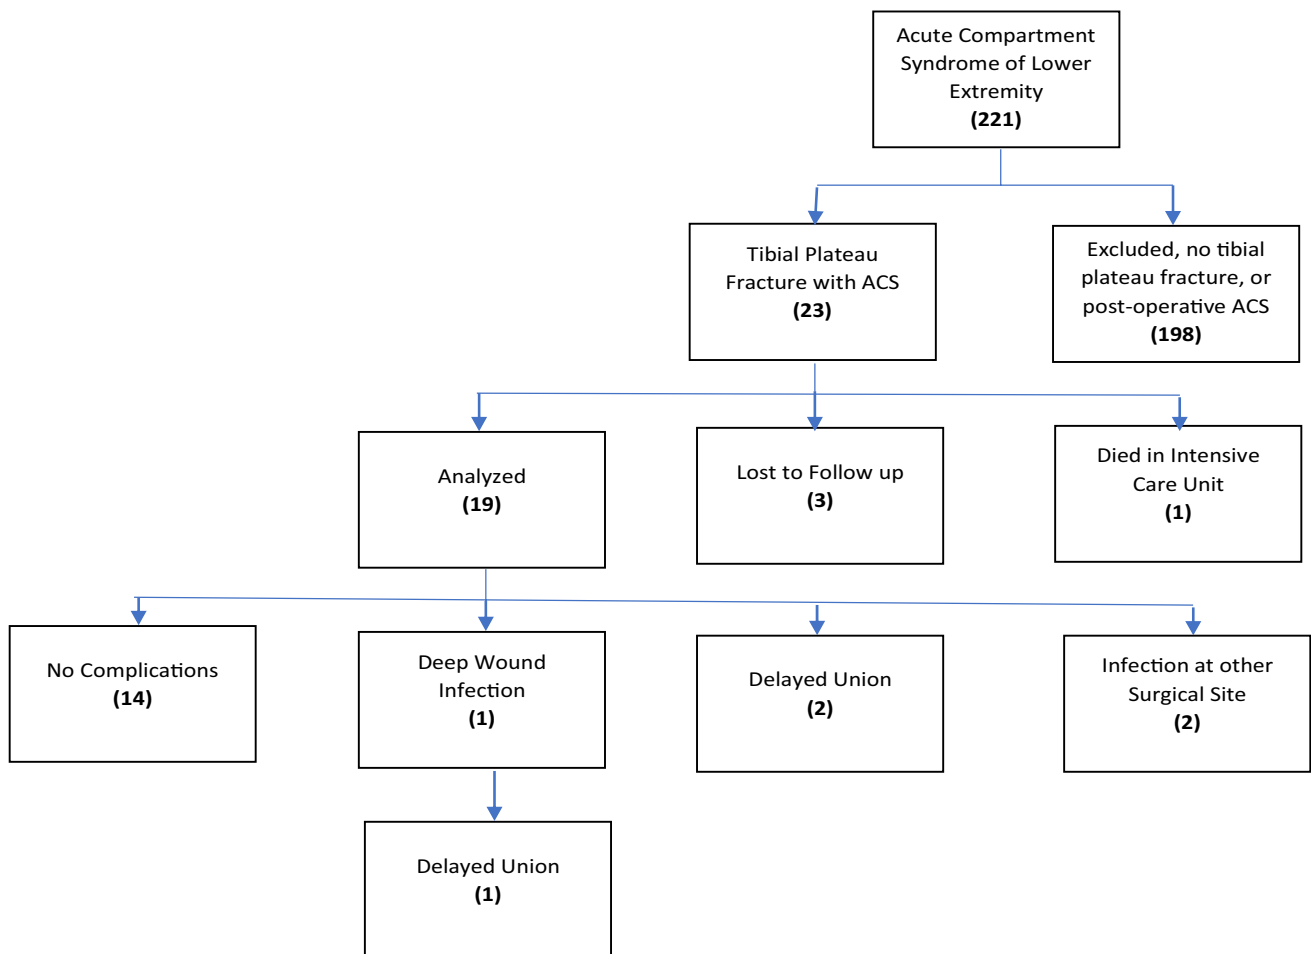 Acute Compartment
Syndrome of Lower
Extremity
(221)
Tibial Plateau
Fracture with ACS
(23)
Excluded, no tibial
plateau fracture, or
post-operative ACS
(198)
Analyzed
(19)
Lost to Follow up
(3)
Died in Intensive
Care Unit
(1)
No Complications
(14)
Deep Wound
Infection
(1)
Delayed Union
(2)
Infection at other
Surgical Site
(2)
Delayed Union
(1)